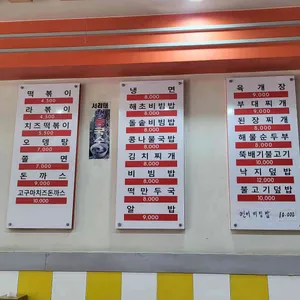 떡볶이
4,500
라볶이
4,500
치즈떡볶이
5,500
오뎅탕
7,000
쫄면
7,000
돈까스
9,000
고구마치즈돈까스
10,000
냉면
8,000
해초비빔밥
8,000
돌솥비빔밥
8,000
콩나물국밥
8,000
김치찌개
8,000
비빔밥
8,000
떡만두국
8,000
알밥
9,000
육개장
9,000
부대찌개
9,000
된장찌개
8,000
해물순두부
9,000
뚝배기불고기
10,000
낙지덮밥
12,000
불고기덮밥
10,000
10,000